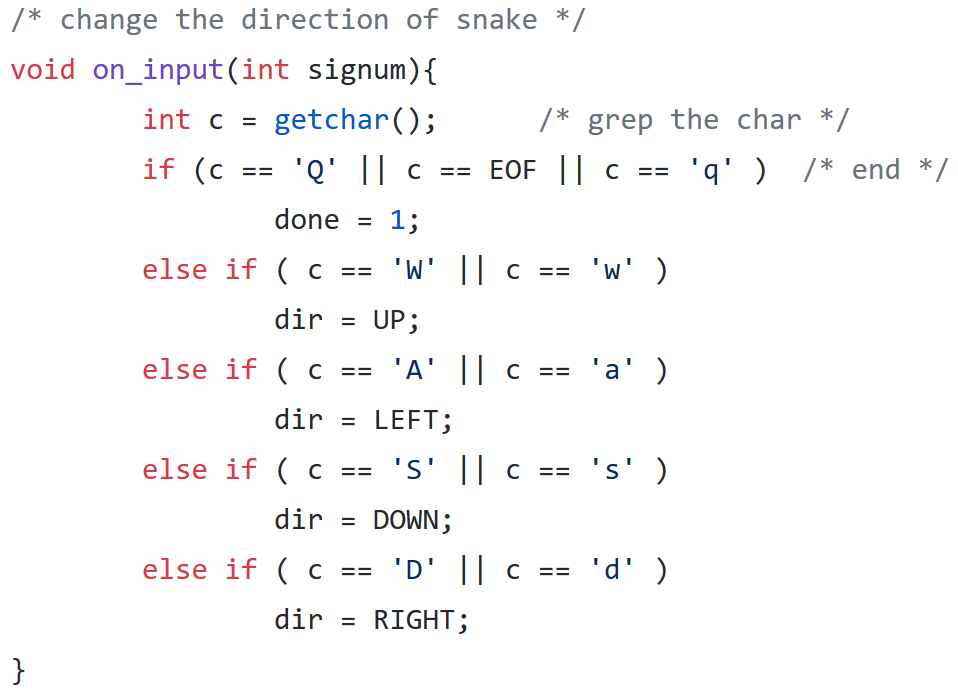 /* change the direction of snake */
void on_input(int signum){
        int c = getchar();      /* grep the char */
        if (c == 'Q' || c == EOF || c == 'q' )  /* end */
                done = 1;
        else if ( c == 'W' || c == 'w' )
                dir = UP;
        else if ( c == 'A' || c == 'a' )
                dir = LEFT;
        else if ( c == 'S' || c == 's' )
                dir = DOWN;
        else if ( c == 'D' || c == 'd' )
                dir = RIGHT;
}